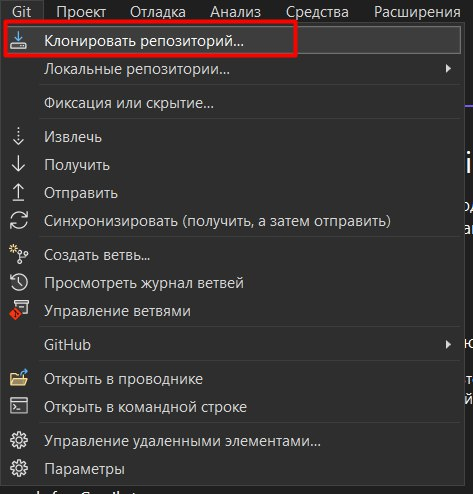 Git Проект Отладка Анализ Средства Расширения
Клонировать репозиторий...
Локальные репозитории...
Фиксация или скрытие...
Извлечь
Получить
Отправить
Синхронизировать (получить, а затем отправить)
Создать ветвь...
Просмотреть журнал ветвей
Управление ветвями
GitHub
Открыть в проводнике
Открыть в командной строке
Управление удаленными элементами...
Параметры